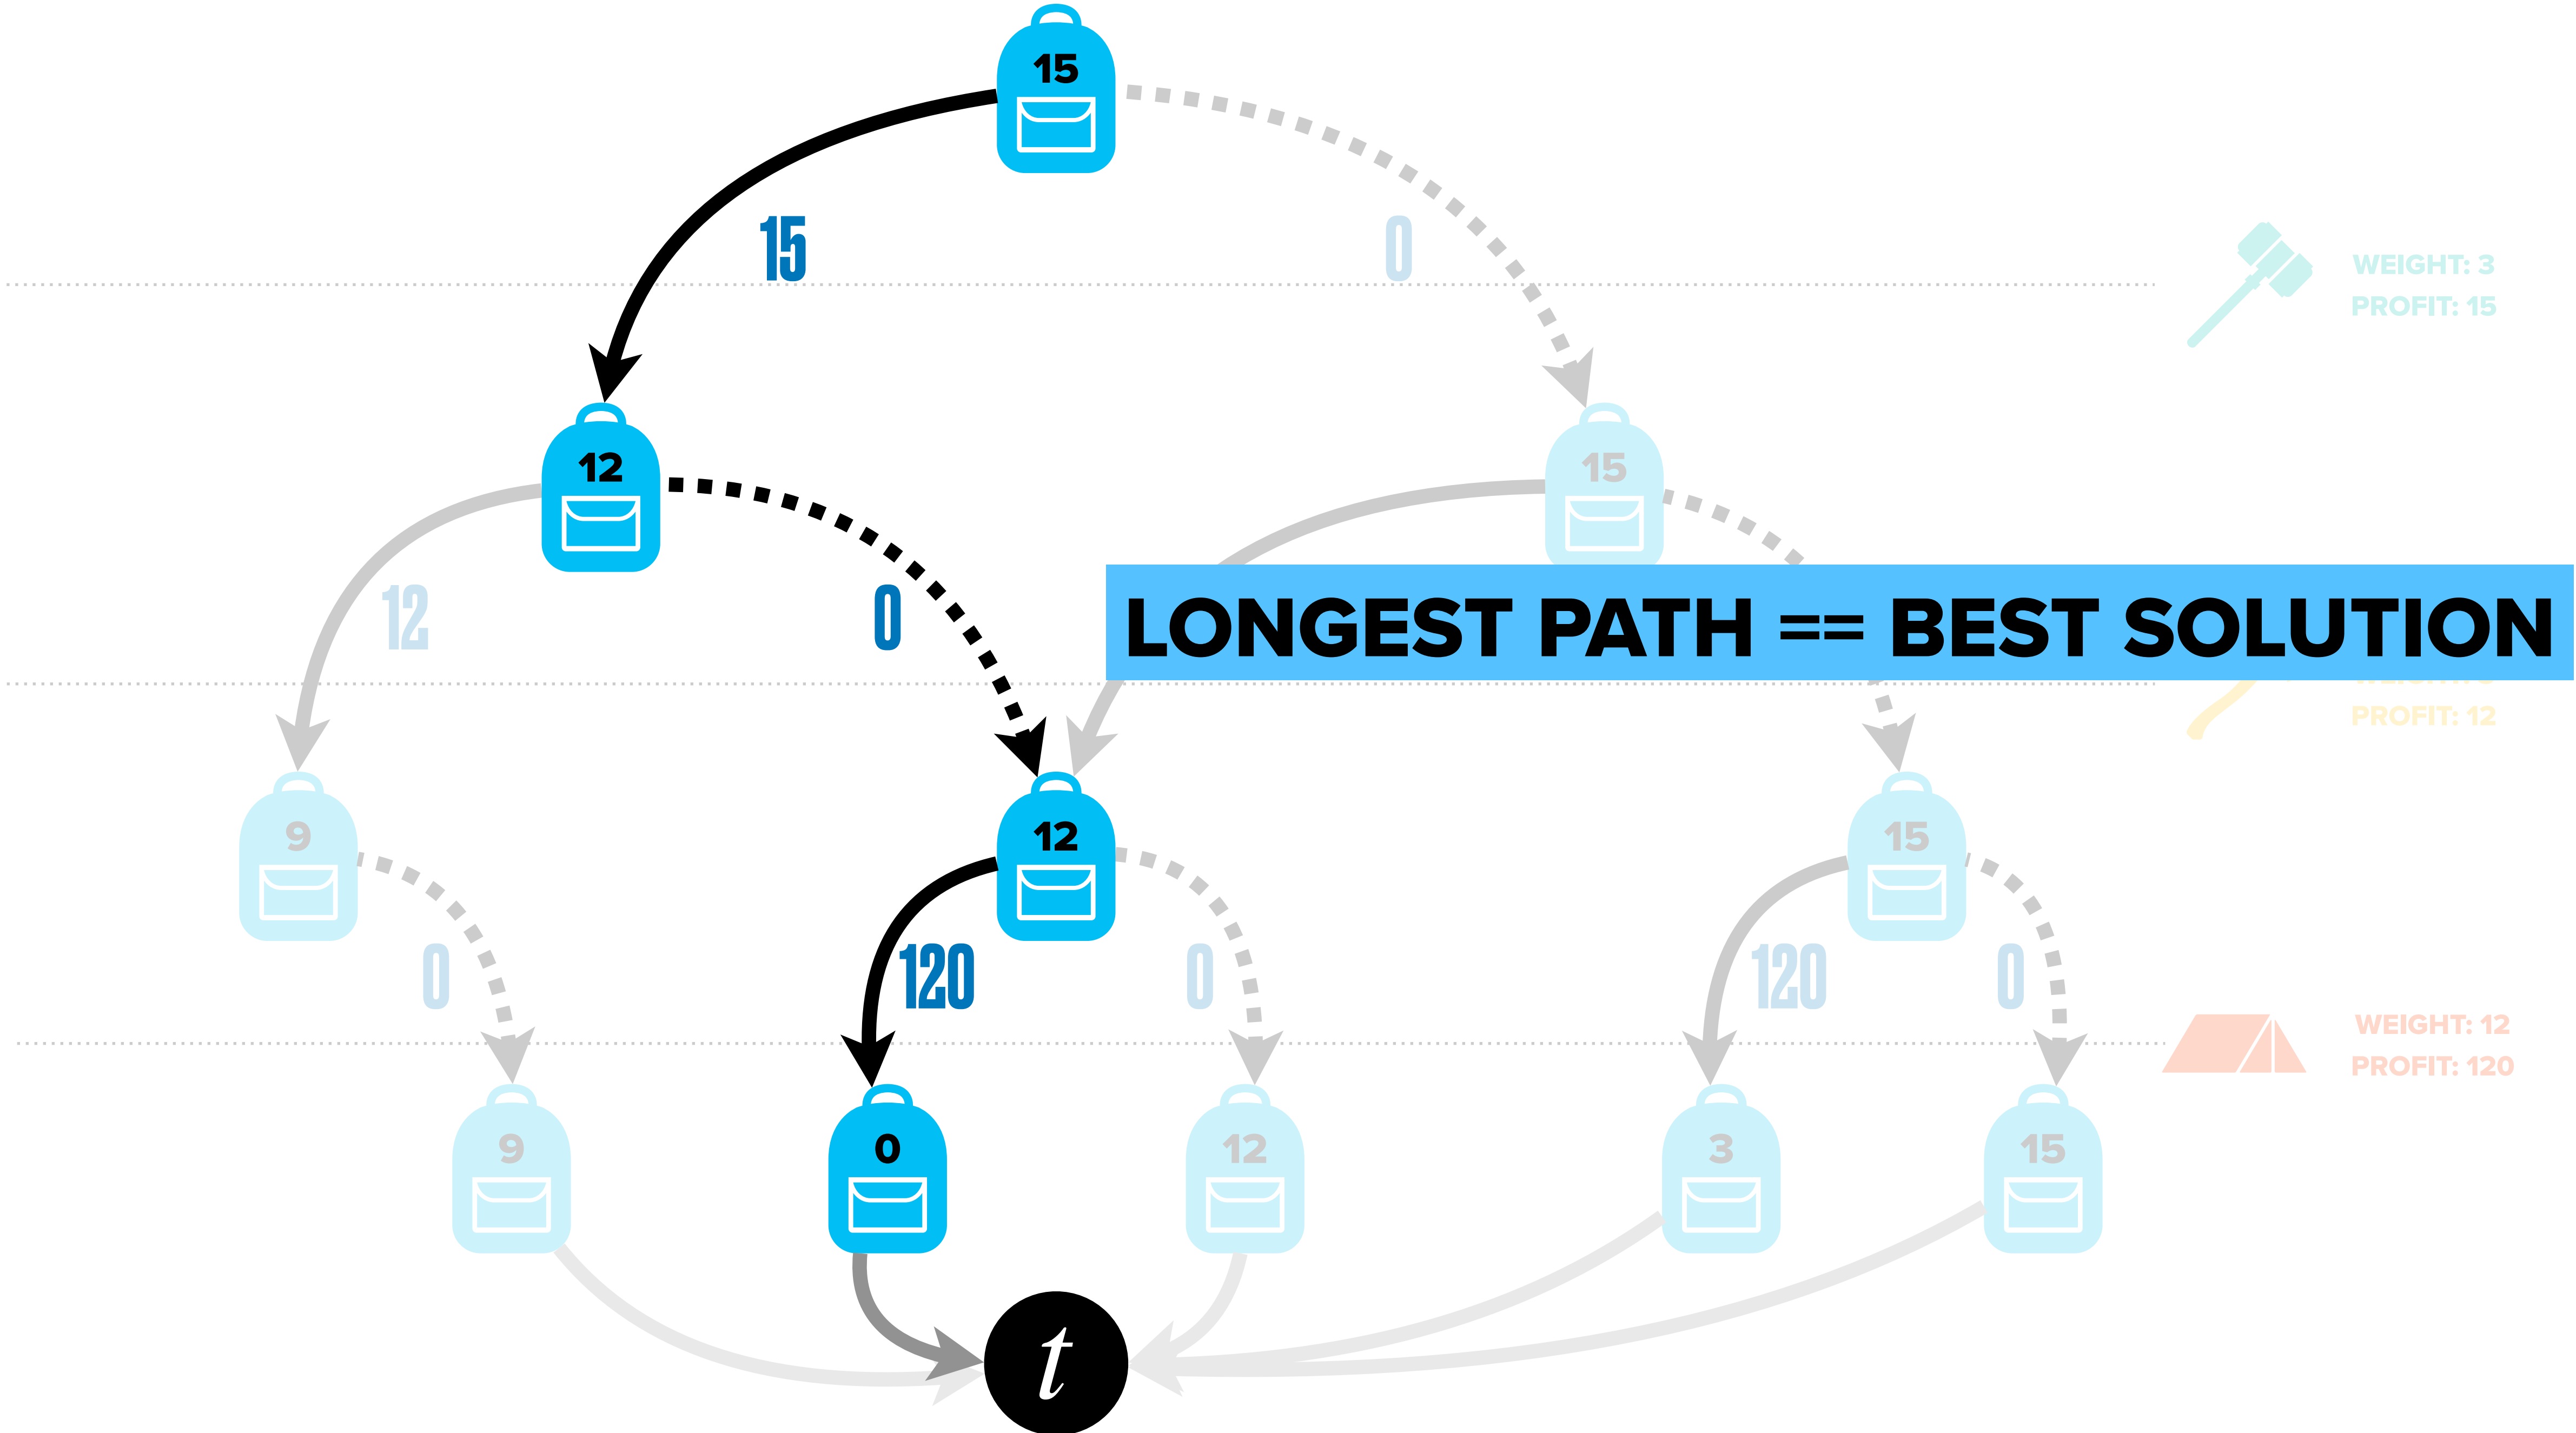 15
15
0
WEIGHT: 3
PROFIT: 15
12
15
12
0
LONGEST PATH == BEST SOLUTION
PROFIT: 12
9
12
15
0
120
0
120
0
WEIGHT: 12
PROFIT: 120
9
0
12
3
15
t